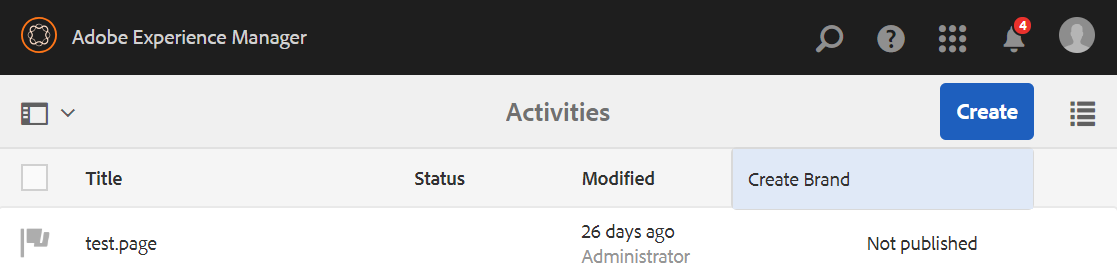 Adobe Experience Manager
?
4
Activities
Create
Title Status Modified Create Brand
test.page 26 days ago Not published
Administrator